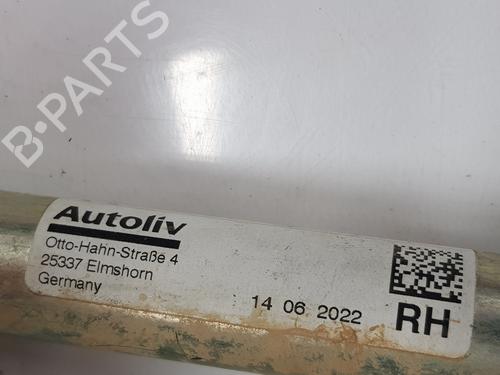 B-PARTS
Autoliv
Otto-Hahn-Straße 4
25337 Elmshorn
Germany
14 06 2022
RH